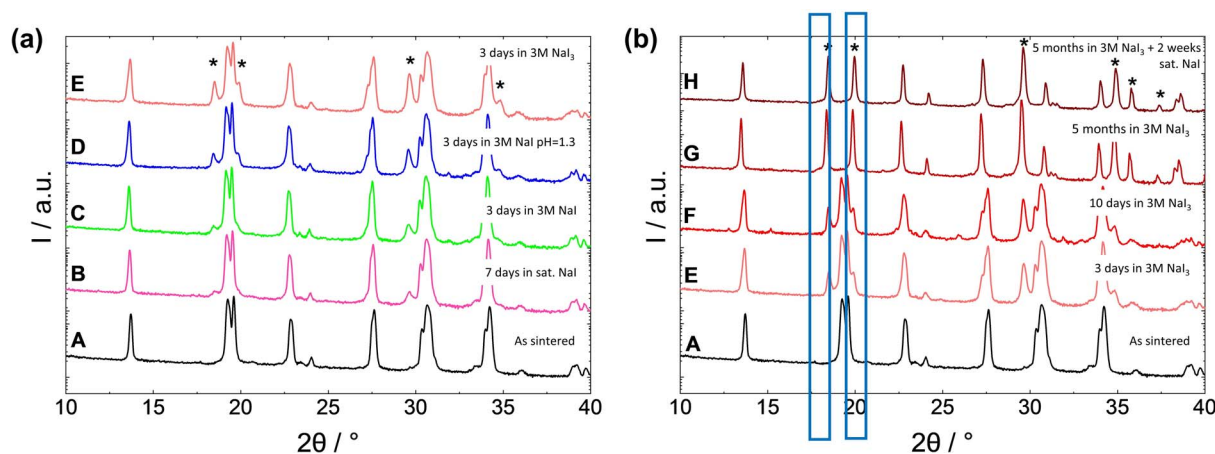 (a)
I / a.u.
E
* * * *
3 days in 3M NaI₃
D
3 days in 3M NaI pH=1.3
C
3 days in 3M NaI
B
7 days in sat. NaI
A
As sintered
10 15 20 25 30 35 40
2θ / °
(b)
I / a.u.
H
* * * * * *
5 months in 3M NaI₃ + 2 weeks
sat. NaI
G
5 months in 3M NaI₃
F
10 days in 3M NaI₃
E
3 days in 3M NaI₃
A
As sintered
10 15 20 25 30 35 40
2θ / °